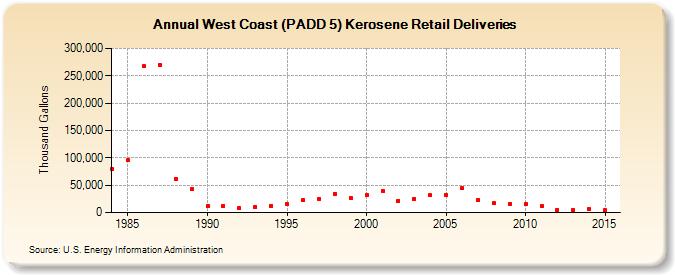 Annual West Coast (PADD 5) Kerosene Retail Deliveries
Thousand Gallons
300,000
250,000
200,000
150,000
100,000
50,000
0
1985 1990 1995 2000 2005 2010 2015
Source: U.S. Energy Information Administration